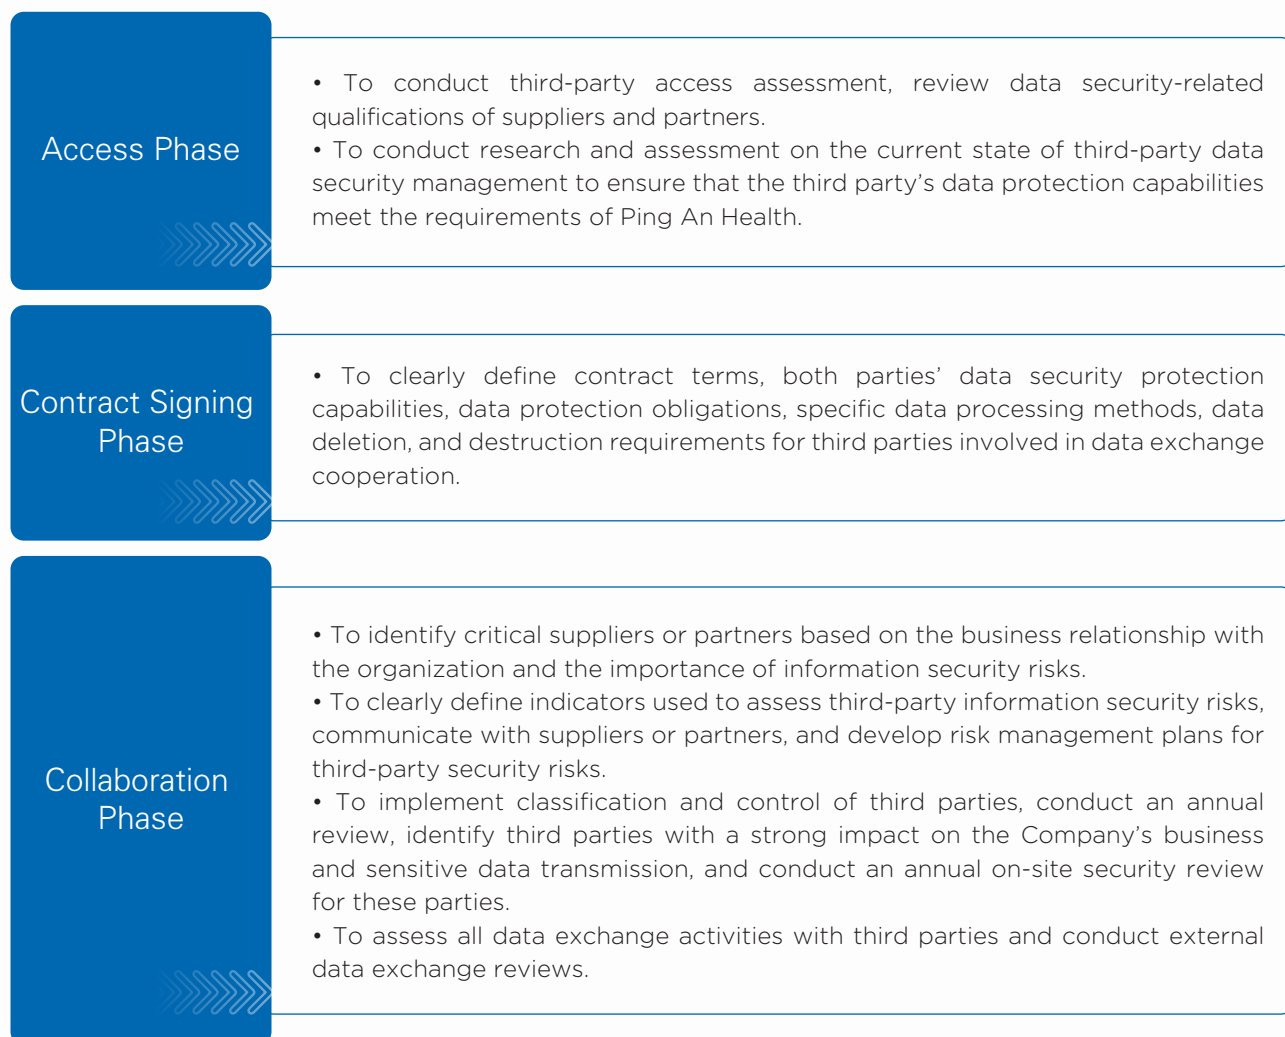 Access Phase
• To conduct third-party access assessment, review data security-related
qualifications of suppliers and partners.
• To conduct research and assessment on the current state of third-party data
security management to ensure that the third party’s data protection capabilities
meet the requirements of Ping An Health.
Contract Signing
Phase
• To clearly define contract terms, both parties’ data security protection
capabilities, data protection obligations, specific data processing methods, data
deletion, and destruction requirements for third parties involved in data exchange
cooperation.
Collaboration
Phase
• To identify critical suppliers or partners based on the business relationship with
the organization and the importance of information security risks.
• To clearly define indicators used to assess third-party information security risks,
communicate with suppliers or partners, and develop risk management plans for
third-party security risks.
• To implement classification and control of third parties, conduct an annual
review, identify third parties with a strong impact on the Company’s business
and sensitive data transmission, and conduct an annual on-site security review
for these parties.
• To assess all data exchange activities with third parties and conduct external
data exchange reviews.